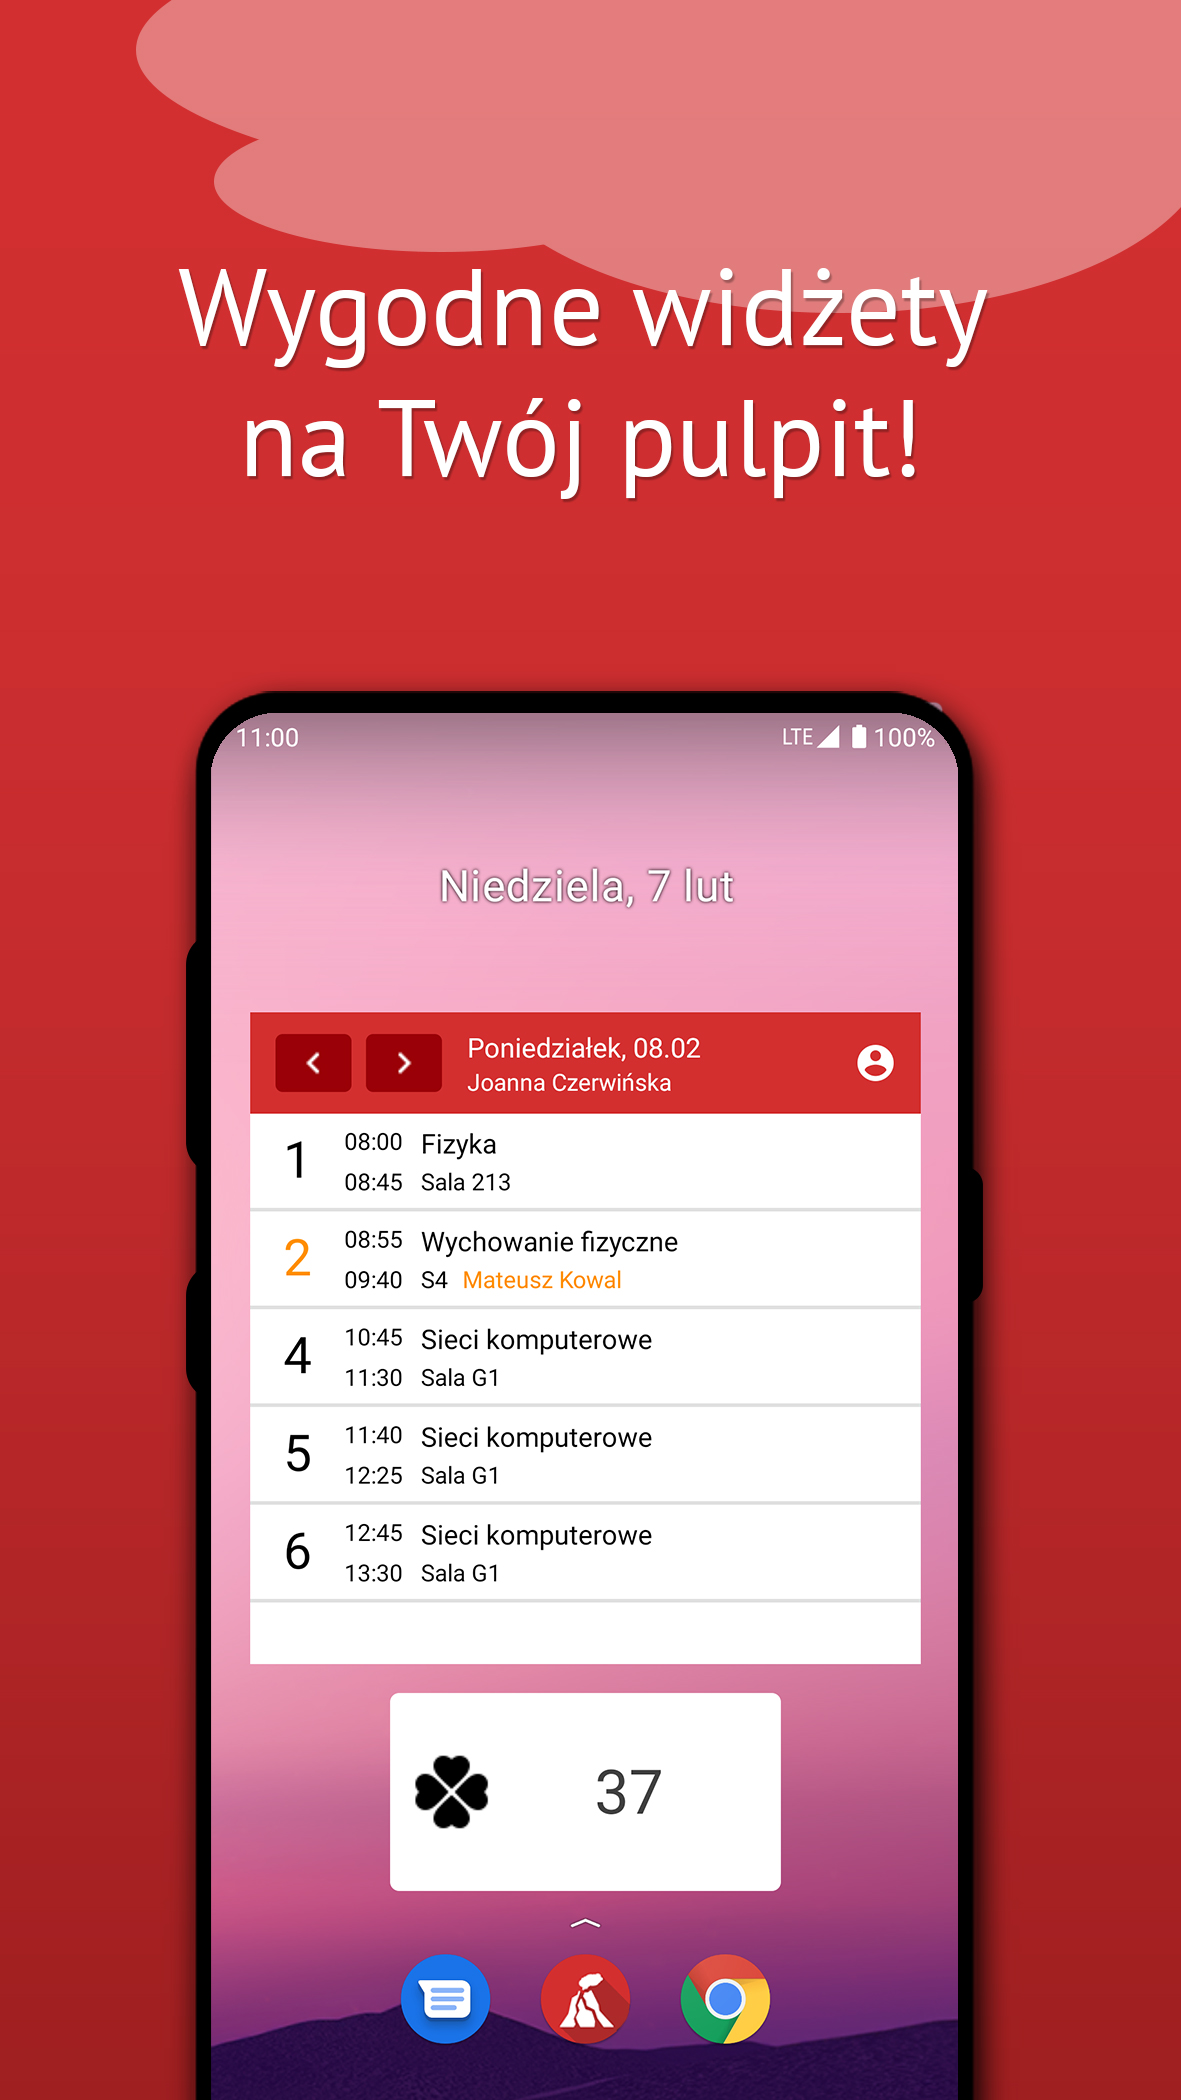 Wygodne widżety
na Twój pulpit!
11:00
LTE 100%
Niedziela, 7 lut
Poniedziałek, 08.02
Joanna Czerwińska
1
08:00 Fizyka
08:45 Sala 213
2
08:55 Wychowanie fizyczne
09:40 S4 Mateusz Kowal
4
10:45 Sieci komputerowe
11:30 Sala G1
5
11:40 Sieci komputerowe
12:25 Sala G1
6
12:45 Sieci komputerowe
13:30 Sala G1
37